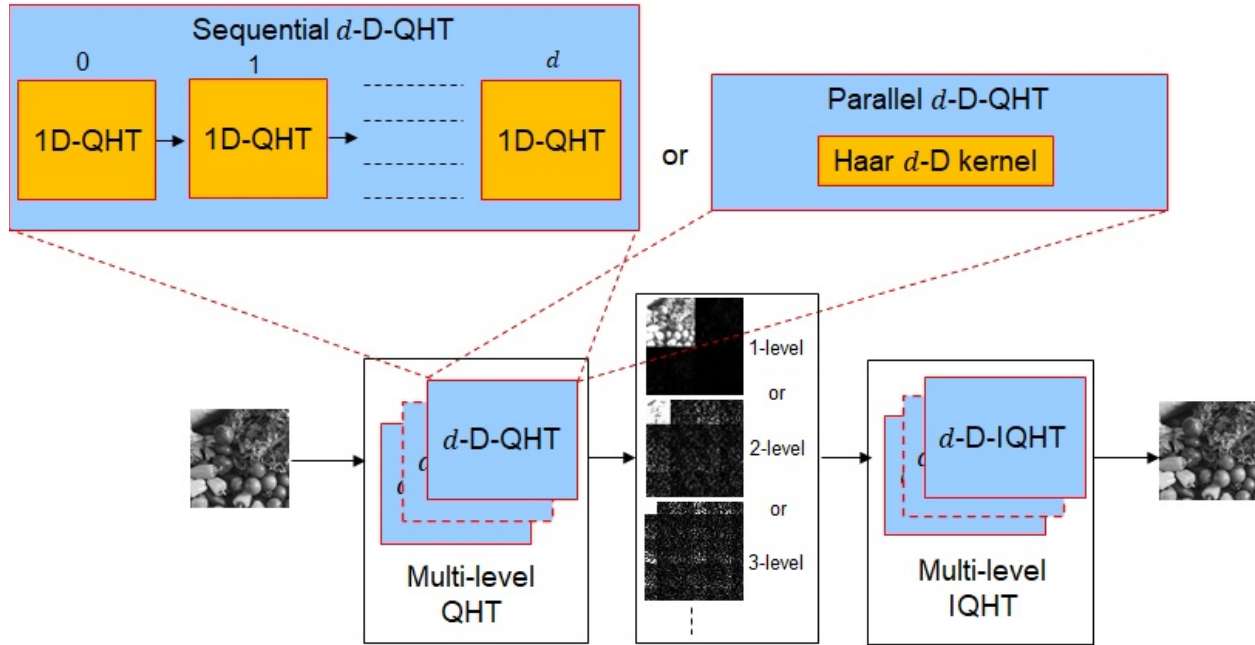 Sequential d-D-QHT
0 1 d
1D-QHT 1D-QHT 1D-QHT
or
Parallel d-D-QHT
Haar d-D kernel
d-D-QHT
d
d
Multi-level
QHT
1-level
or
2-level
or
3-level
d-D-IQHT
d
Multi-level
IQHT